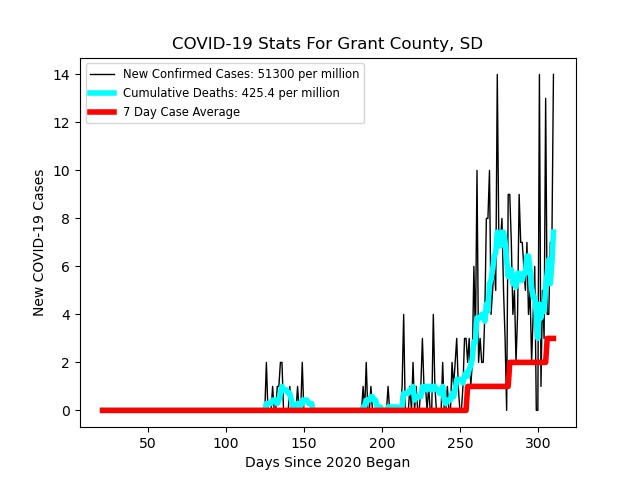 COVID-19 Stats For Grant County, SD
New Confirmed Cases: 51300 per million
Cumulative Deaths: 425.4 per million
7 Day Case Average
New COVID-19 Cases
14
12
10
8
6
4
2
0
50 100 150 200 250 300
Days Since 2020 Began